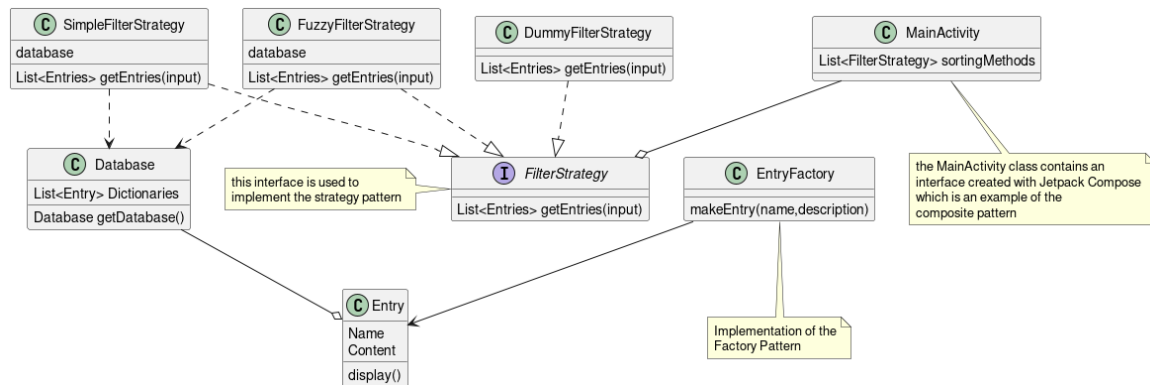 C SimpleFilterStrategy
database
List<Entries> getEntries(input)
C FuzzyFilterStrategy
database
List<Entries> getEntries(input)
C DummyFilterStrategy
List<Entries> getEntries(input)
C MainActivity
List<FilterStrategy> sortingMethods
C Database
List<Entry> Dictionaries
Database getDatabase()
this interface is used to
implement the strategy pattern
I FilterStrategy
List<Entries> getEntries(input)
C EntryFactory
makeEntry(name,description)
the MainActivity class contains an
interface created with Jetpack Compose
which is an example of the
composite pattern
C Entry
Name
Content
display()
Implementation of the
Factory Pattern